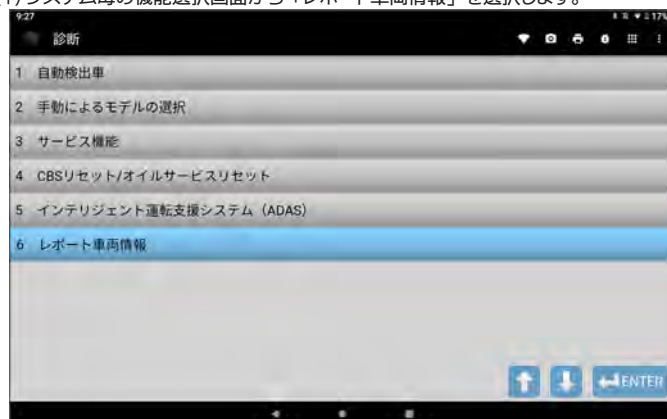 (1)システム毎の機能選択画面から「レポート車両情報」を選択します。
9:27
17%
診断
1 自動検出車
2 手動によるモデルの選択
3 サービス機能
4 CBSリセット/オイルサービスリセット
5 インテリジェント運転支援システム（ADAS）
6 レポート車両情報
ENTER